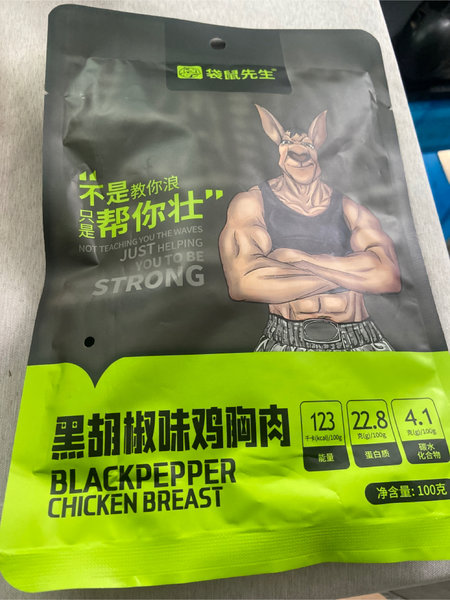 袋鼠先生
“不是教你浪
只是帮你壮”
NOT TEACHING YOU THE WAVES
JUST HELPING
YOU TO BE
STRONG
黑胡椒味鸡胸肉
BLACKPEPPER
CHICKEN BREAST
123
千卡(kcal)/100g
能量
22.8
克(g)/100g
蛋白质
4.1
克(g)/100g
碳水
化合物
净含量: 100克